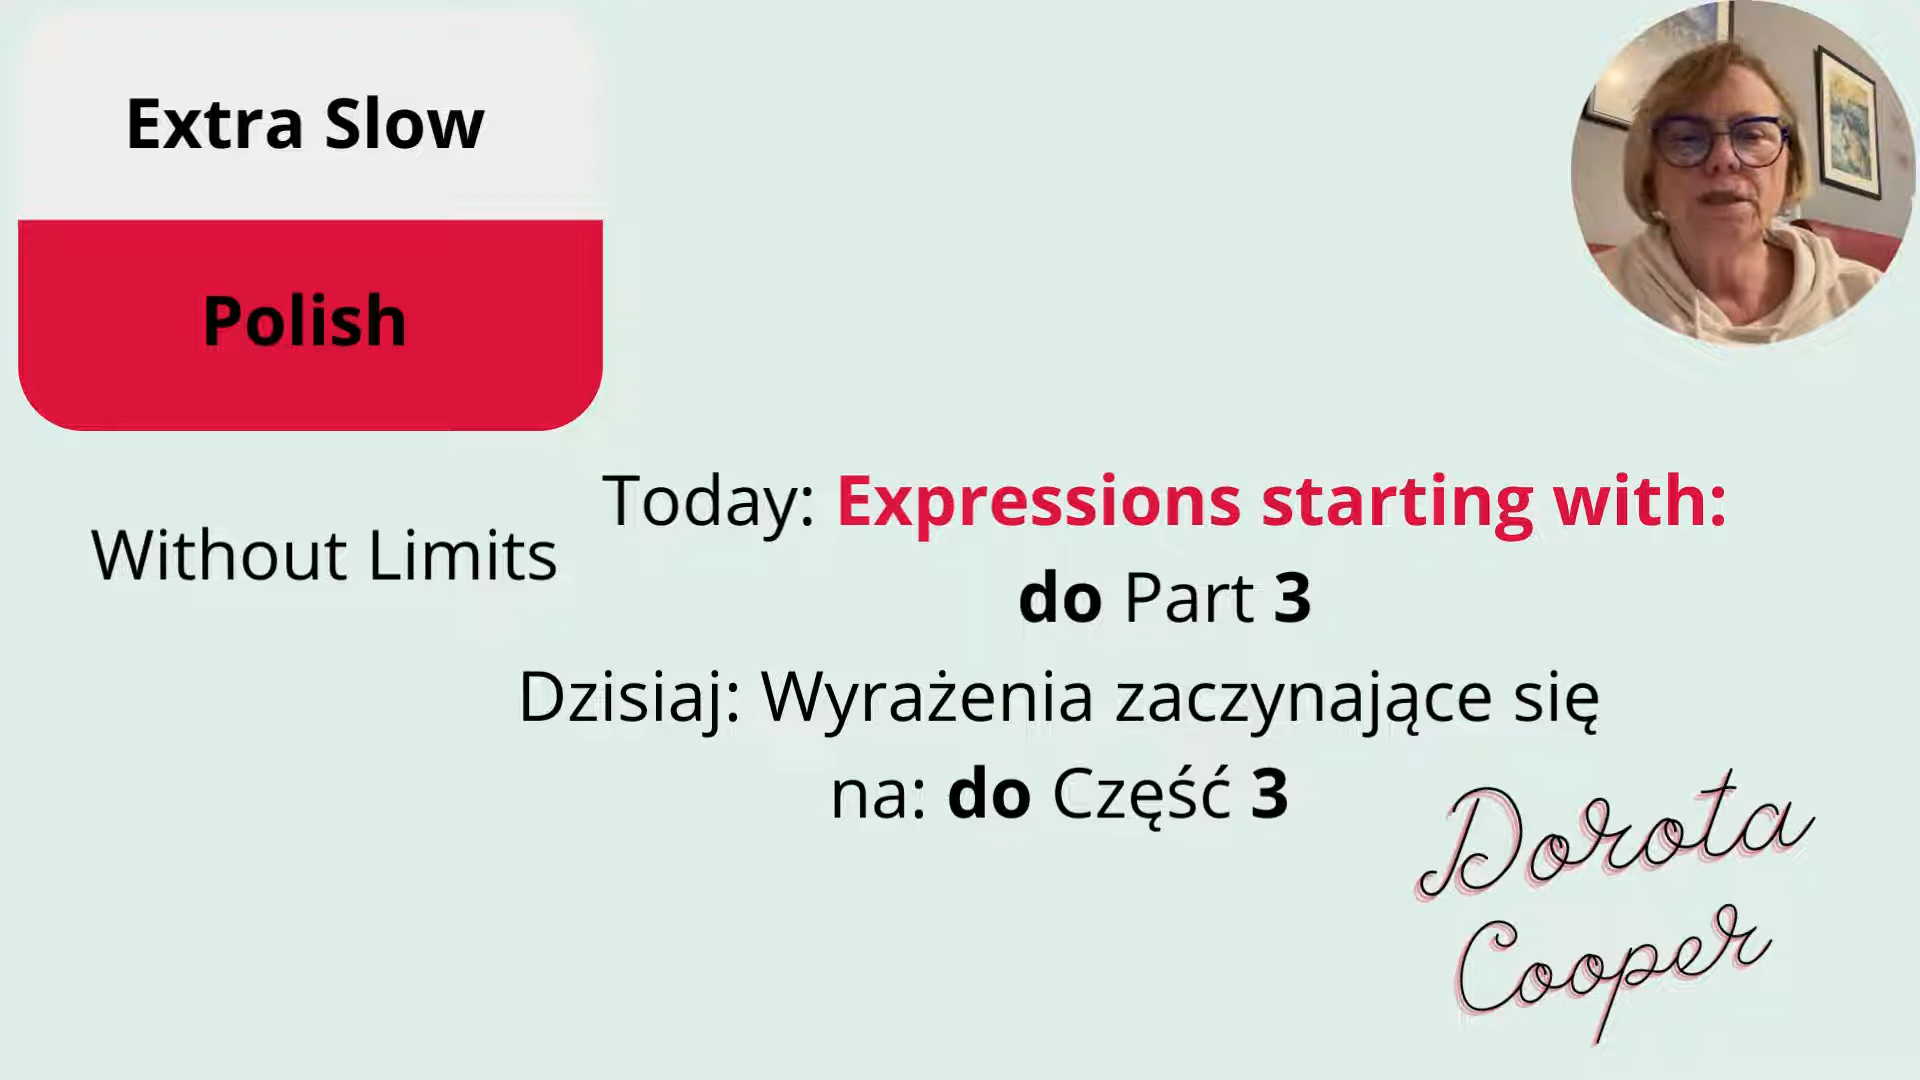 Extra Slow
Polish
Without Limits
Today: Expressions starting with:
do Part 3
Dzisiaj: Wyrażenia zaczynające się
na: do Część 3
Dorota
Cooper